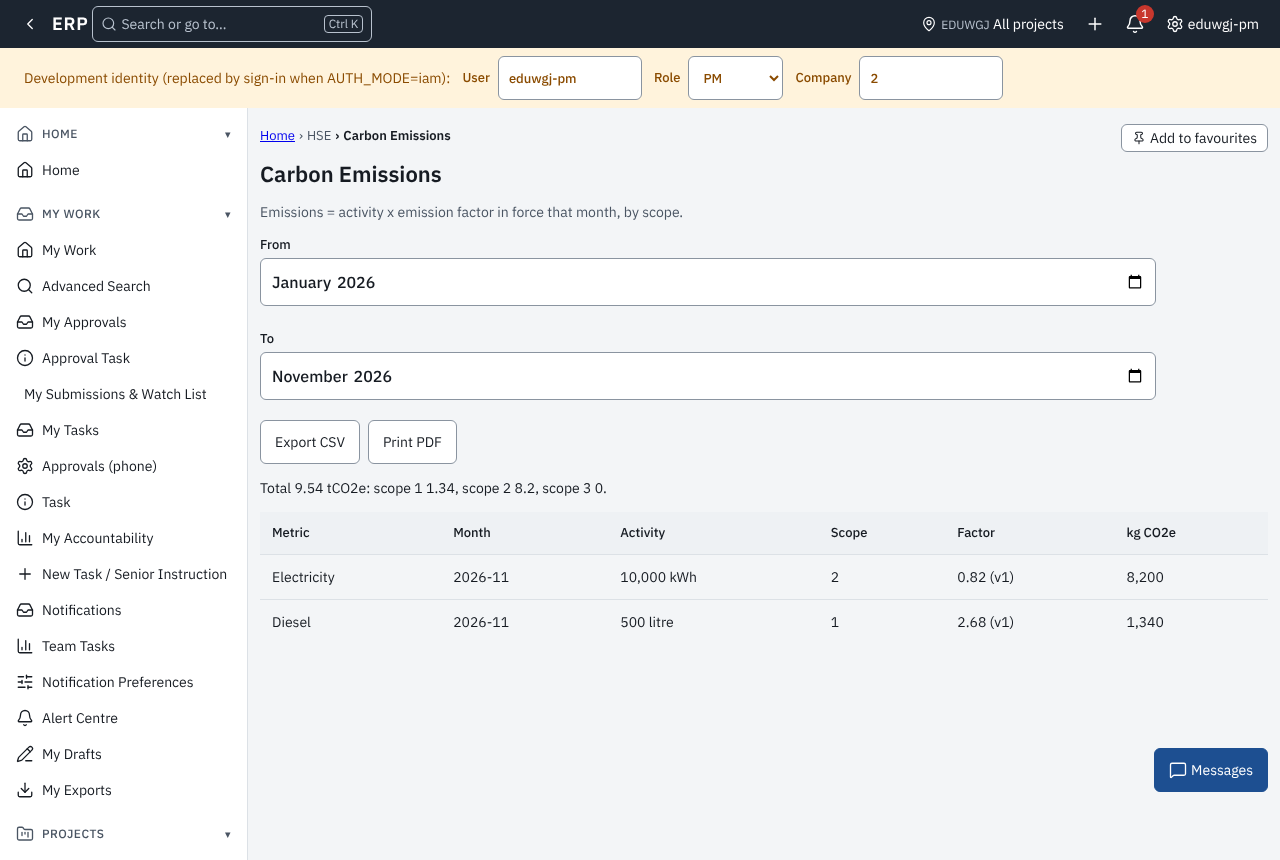 ERP
Search or go to...
Ctrl K
EDUWGJ All projects
1
eduwgj-pm
Development identity (replaced by sign-in when AUTH_MODE=iam):
User
eduwgj-pm
Role
PM
Company
2
HOME
Home
MY WORK
My Work
Advanced Search
My Approvals
Approval Task
My Submissions & Watch List
My Tasks
Approvals (phone)
Task
My Accountability
New Task / Senior Instruction
Notifications
Team Tasks
Notification Preferences
Alert Centre
My Drafts
My Exports
PROJECTS
Home › HSE › Carbon Emissions
Add to favourites
Carbon Emissions
Emissions = activity x emission factor in force that month, by scope.
From
January 2026
To
November 2026
Export CSV
Print PDF
Total 9.54 tCO2e: scope 1 1.34, scope 2 8.2, scope 3 0.
Metric Month Activity Scope Factor kg CO2e
Electricity 2026-11 10,000 kWh 2 0.82 (v1) 8,200
Diesel 2026-11 500 litre 1 2.68 (v1) 1,340
Messages